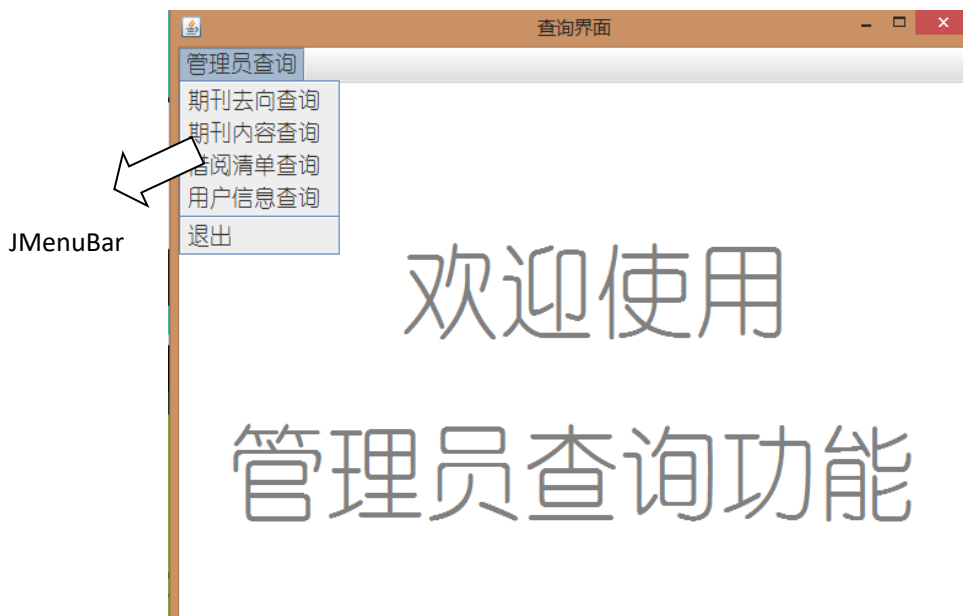 查询界面
管理员查询
期刊去向查询
期刊内容查询
借阅清单查询
用户信息查询
退出
JMenuBar
欢迎使用
管理员查询功能